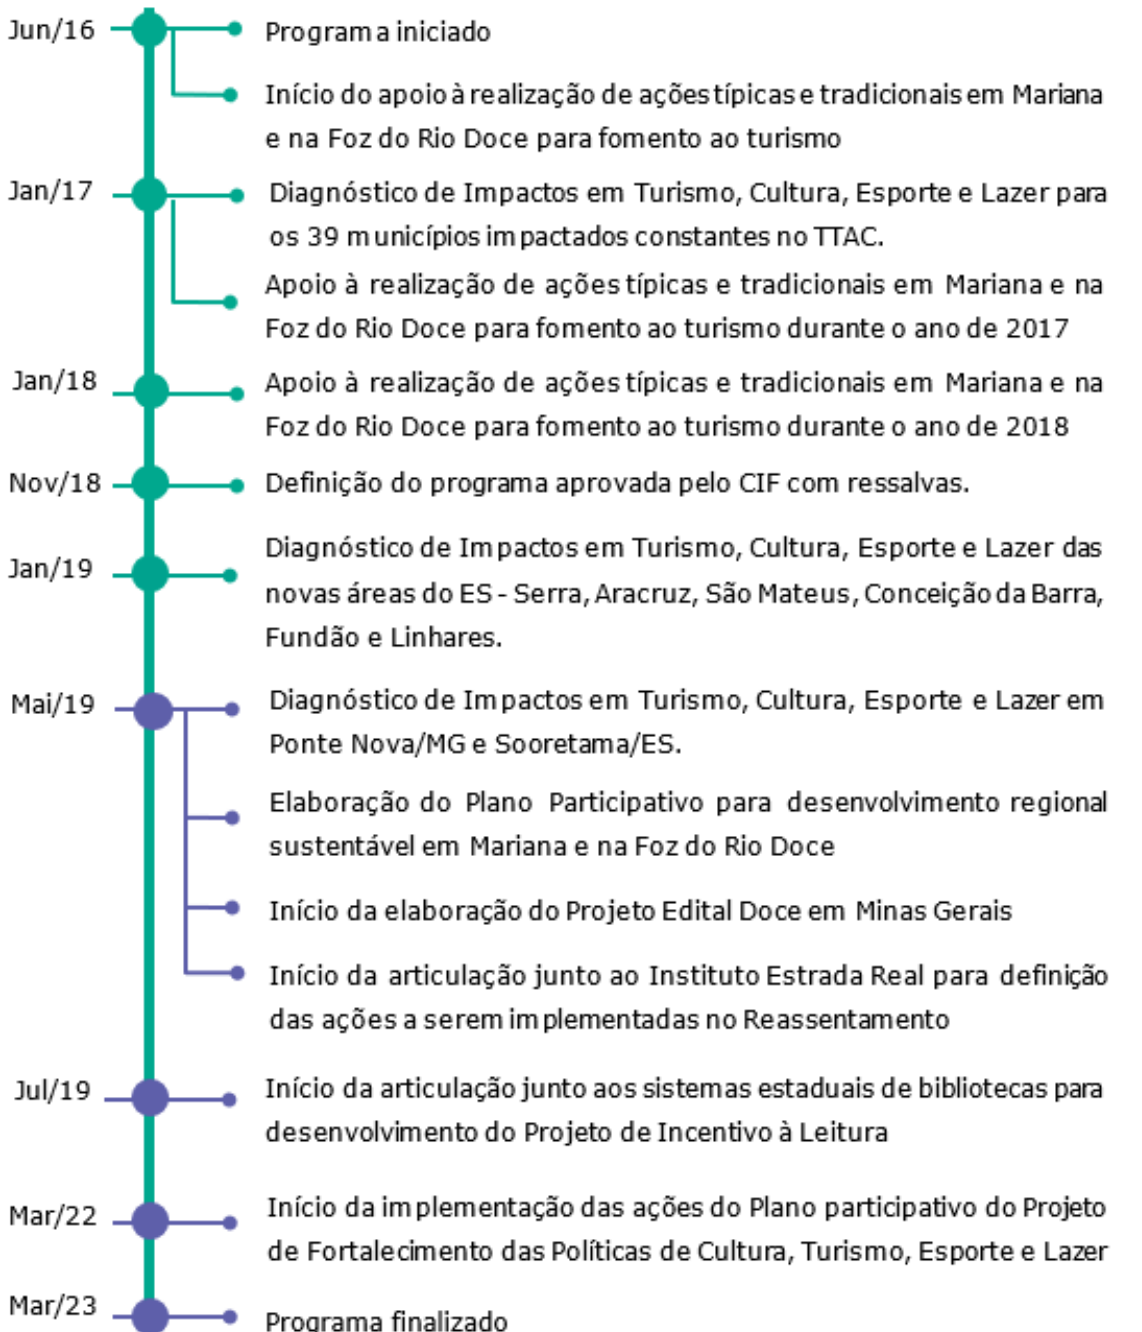 Jun/16
Programa iniciado
Início do apoio à realização de ações típicas e tradicionais em Mariana
e na Foz do Rio Doce para fomento ao turismo
Jan/17
Diagnóstico de Impactos em Turismo, Cultura, Esporte e Lazer para
os 39 municípios impactados constantes no TTAC.
Apoio à realização de ações típicas e tradicionais em Mariana e na
Foz do Rio Doce para fomento ao turismo durante o ano de 2017
Jan/18
Apoio à realização de ações típicas e tradicionais em Mariana e na
Foz do Rio Doce para fomento ao turismo durante o ano de 2018
Nov/18
Definição do programa aprovada pelo CIF com ressalvas.
Jan/19
Diagnóstico de Impactos em Turismo, Cultura, Esporte e Lazer das
novas áreas do ES - Serra, Aracruz, São Mateus, Conceição da Barra,
Fundão e Linhares.
Mai/19
Diagnóstico de Impactos em Turismo, Cultura, Esporte e Lazer em
Ponte Nova/MG e Sooretama/ES.
Elaboração do Plano Participativo para desenvolvimento regional
sustentável em Mariana e na Foz do Rio Doce
Início da elaboração do Projeto Edital Doce em Minas Gerais
Início da articulação junto ao Instituto Estrada Real para definição
das ações a serem implementadas no Reassentamento
Jul/19
Início da articulação junto aos sistemas estaduais de bibliotecas para
desenvolvimento do Projeto de Incentivo à Leitura
Mar/22
Início da implementação das ações do Plano participativo do Projeto
de Fortalecimento das Políticas de Cultura, Turismo, Esporte e Lazer
Mar/23
Programa finalizado